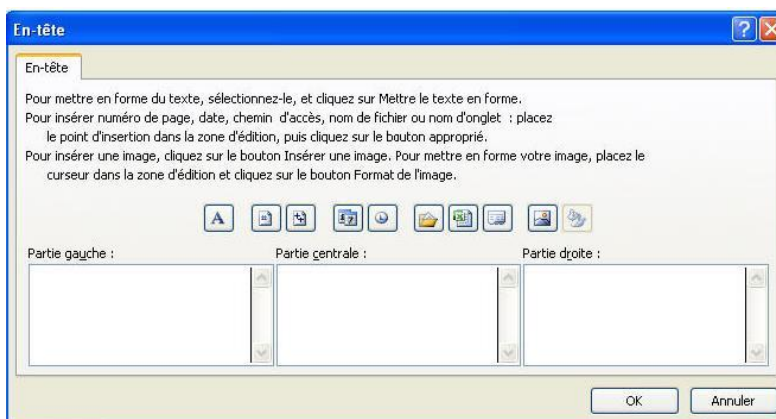 En-tête
En-tête
Pour mettre en forme du texte, sélectionnez-le, et cliquez sur Mettre le texte en forme.
Pour insérer numéro de page, date, chemin d'accès, nom de fichier ou nom d'onglet : placez
le point d'insertion dans la zone d'édition, puis cliquez sur le bouton approprié.
Pour insérer une image, cliquez sur le bouton Insérer une image. Pour mettre en forme votre image, placez le
curseur dans la zone d'édition et cliquez sur le bouton Format de l'image.
A
Partie gauche : Partie centrale : Partie droite :
OK Annuler